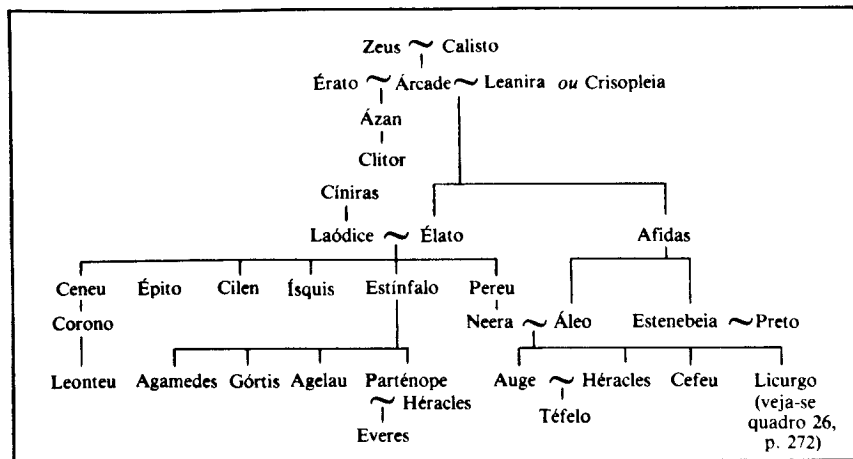 Zeus ~ Calisto
Érato ~ Árcade ~ Leanira ou Crisopleia
Ázan
Clitor
Cíniras
Laódice ~ Élato Afidas
Ceneu Épito Cilen Ísquis Estínfalo Pereu
Corono Neera ~ Áleo Estenebeia ~ Preto
Leonteu Agamedes Górtis Agelau Parténope Auge ~ Héracles Cefeu Licurgo
~ Héracles Téfelo (veja-se
Everes quadro 26,
p. 272)